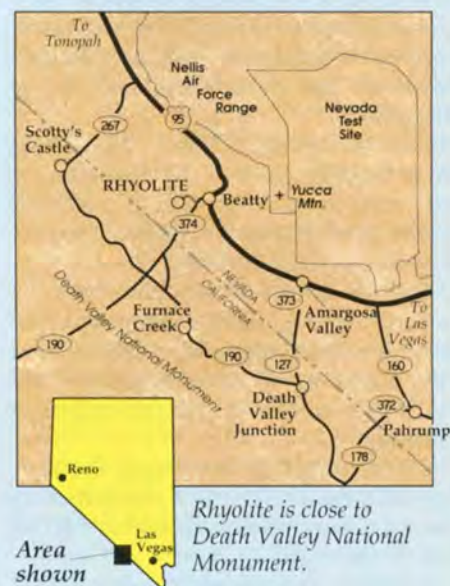 To
Tonopah
Nellis
Air
Force
Range
Nevada
Test
Site
95
267
Scotty's
Castle
RHYOLITE
Beatty
Yucca
Mtn.
374
NEVADA
CALIFORNIA
373
Amargosa
Valley
To
Las
Vegas
Death Valley National Monument
Furnace
Creek
190
190
127
160
Death
Valley
Junction
372
Pahrump
178
Reno
Las
Vegas
Area
shown
Rhyolite is close to
Death Valley National
Monument.